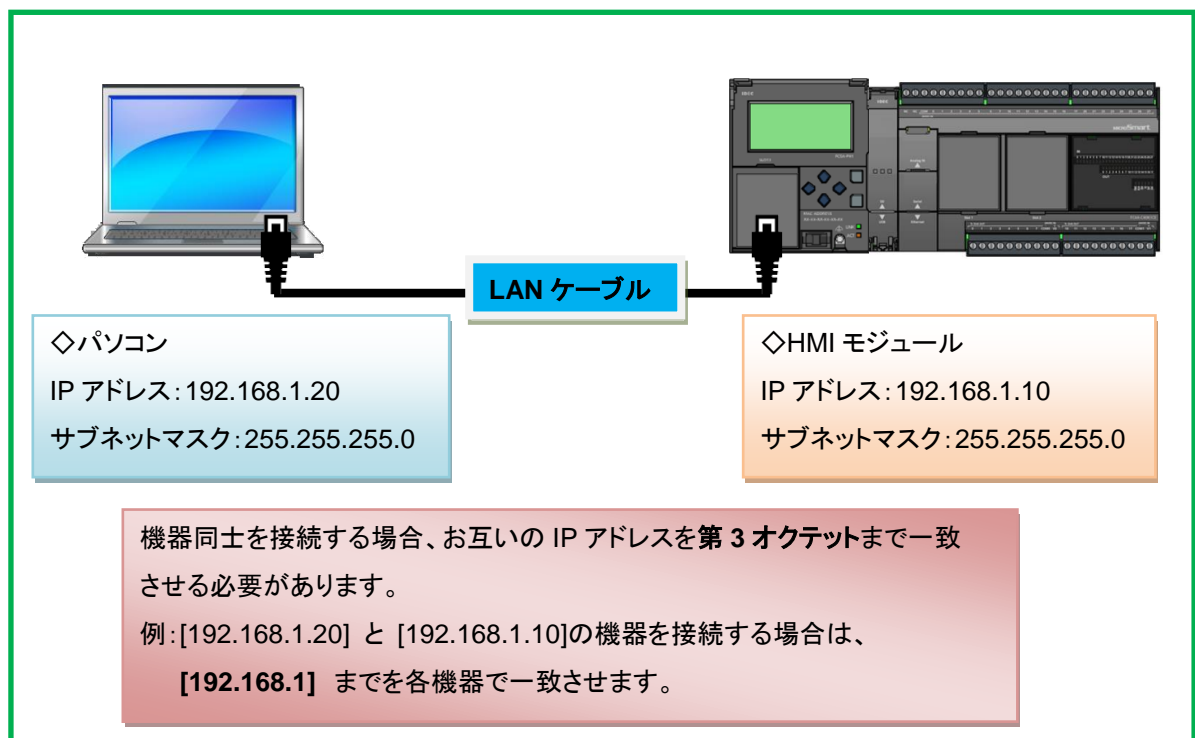 microSmart
LAN ケーブル
◇パソコン
IP アドレス：192.168.1.20
サブネットマスク：255.255.255.0
◇HMI モジュール
IP アドレス：192.168.1.10
サブネットマスク：255.255.255.0
機器同士を接続する場合、お互いの IP アドレスを第 3 オクテットまで一致
させる必要があります。
例：[192.168.1.20] と [192.168.1.10]の機器を接続する場合は、
[192.168.1] までを各機器で一致させます。